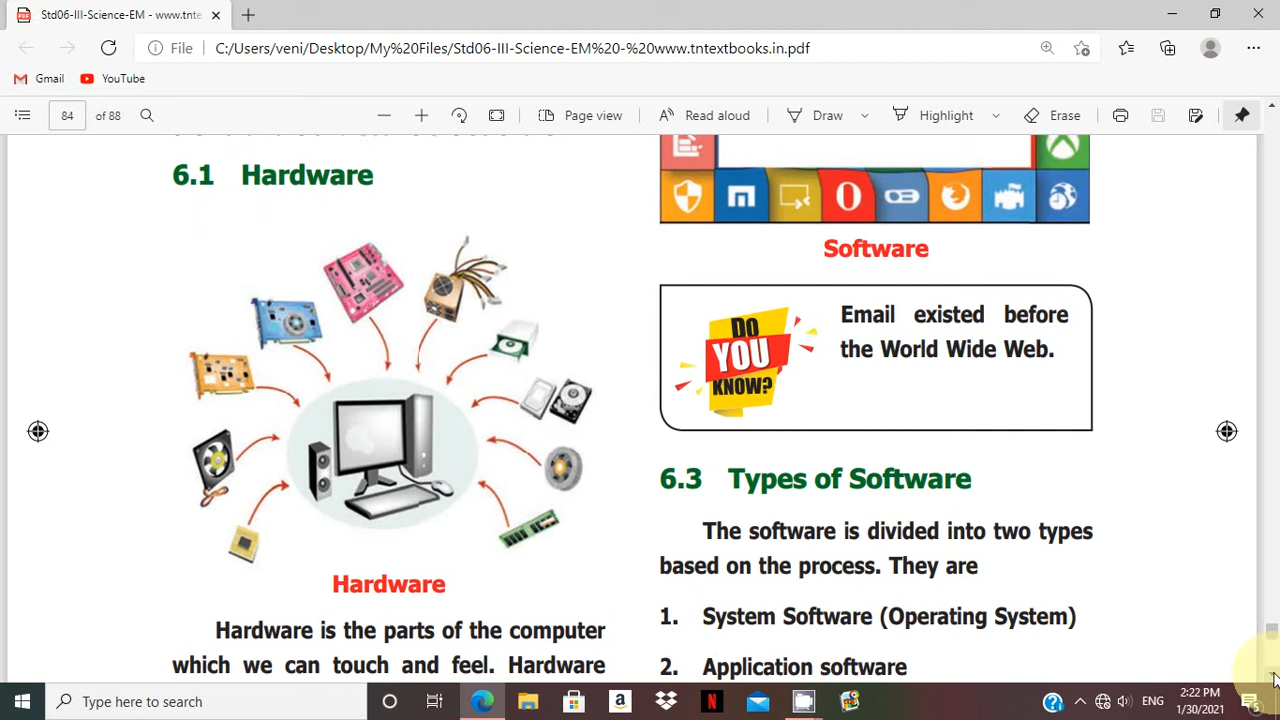 Std06-III-Science-EM - www.tnte
File
C:/Users/veni/Desktop/My%20Files/Std06-III-Science-EM%20-%20www.tntextbooks.in.pdf
Gmail
YouTube
84 of 88
Page view
Read aloud
Draw
Highlight
Erase
6.1 Hardware
Hardware
Hardware is the parts of the computer
which we can touch and feel. Hardware
Software
DO
YOU
KNOW?
Email existed before
the World Wide Web.
6.3 Types of Software
The software is divided into two types
based on the process. They are
1. System Software (Operating System)
2. Application software
Type here to search
ENG
2:22 PM
1/30/2021
5